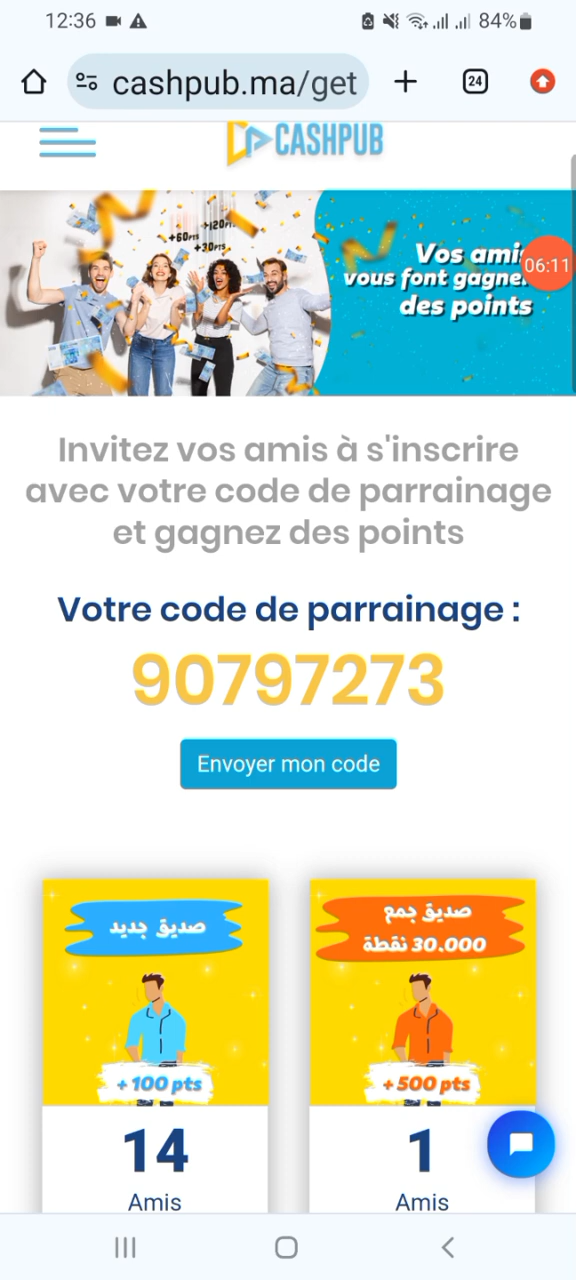 12:36
84%
cashpub.ma/get
24
CASHPUB
+120PTS
+60PTS
+30PTS
Vos
vous font
des points
06:11
Invitez vos amis à s'inscrire
avec votre code de parrainage
et gagnez des points
Votre code de parrainage :
90797273
Envoyer mon code
صديق جديد
+100 pts
14
Amis
صديق جمع
30.000 نقطة
+500 pts
1
Amis